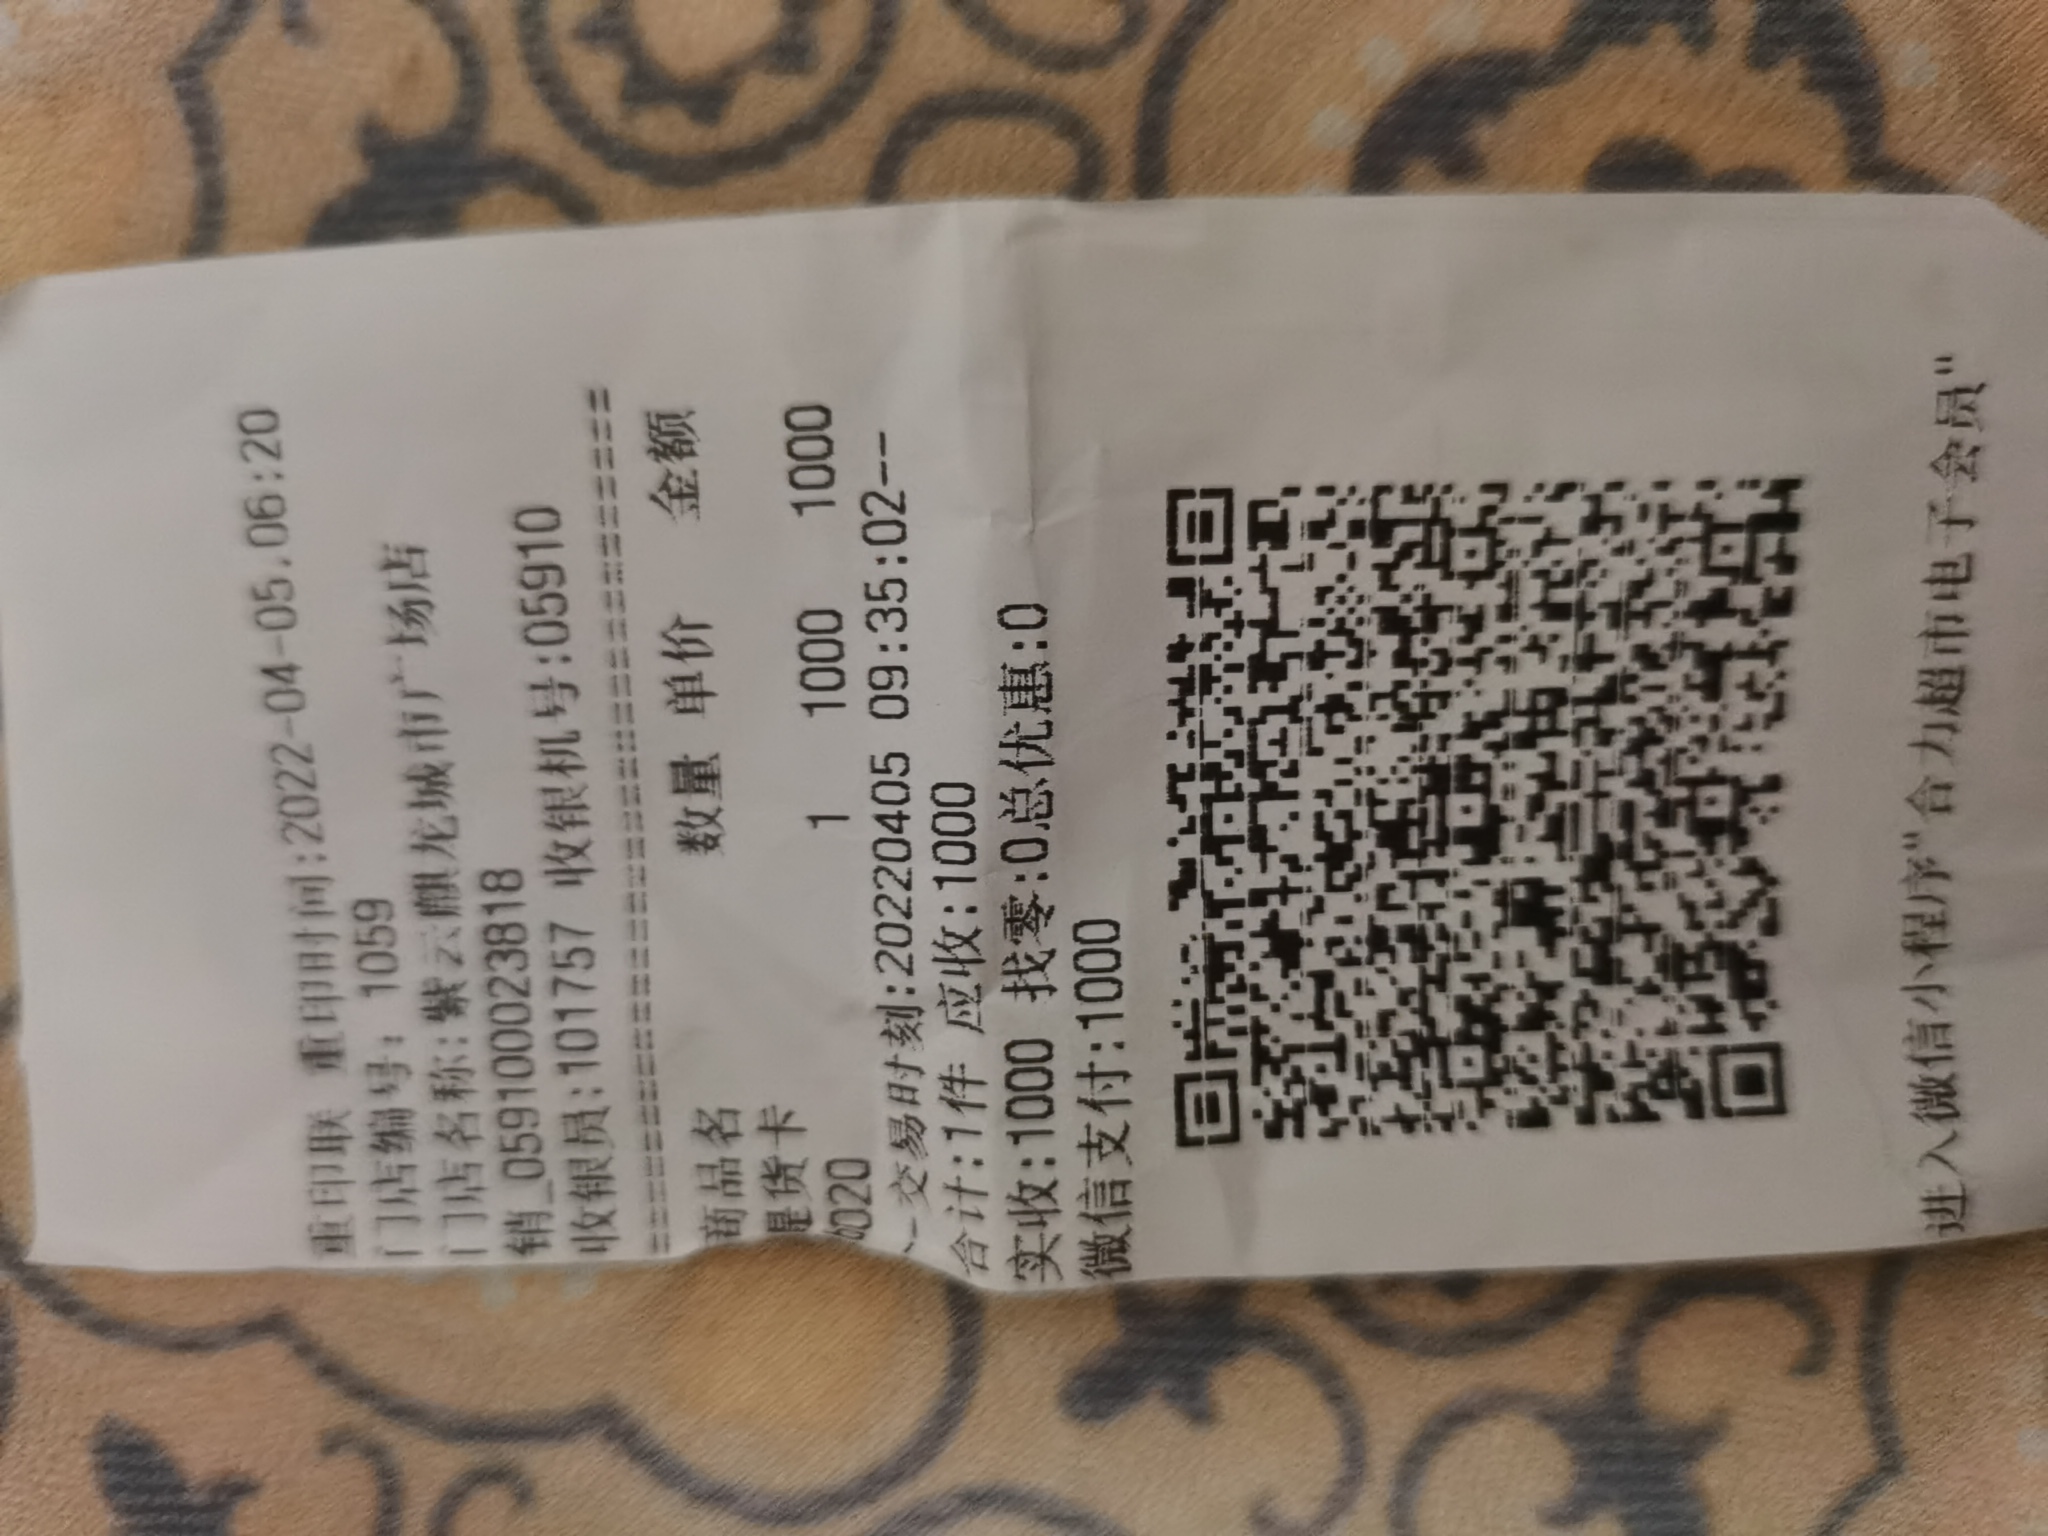 重印联 重印时间:2022-04-05.06:20
门店编号: 1059
门店名称:紫云麒龙城市广场店
销_0591000238818
收银员:101757 收银机号:05910
==========================================
商品名 数量 单价 金额
提货卡
6020 1 1000 1000
--交易时刻:20220405 09:35:02--
合计:1件 应收:1000
实收:1000 找零:0总优惠:0
微信支付:1000
进入微信小程序"合力超市电子会员"